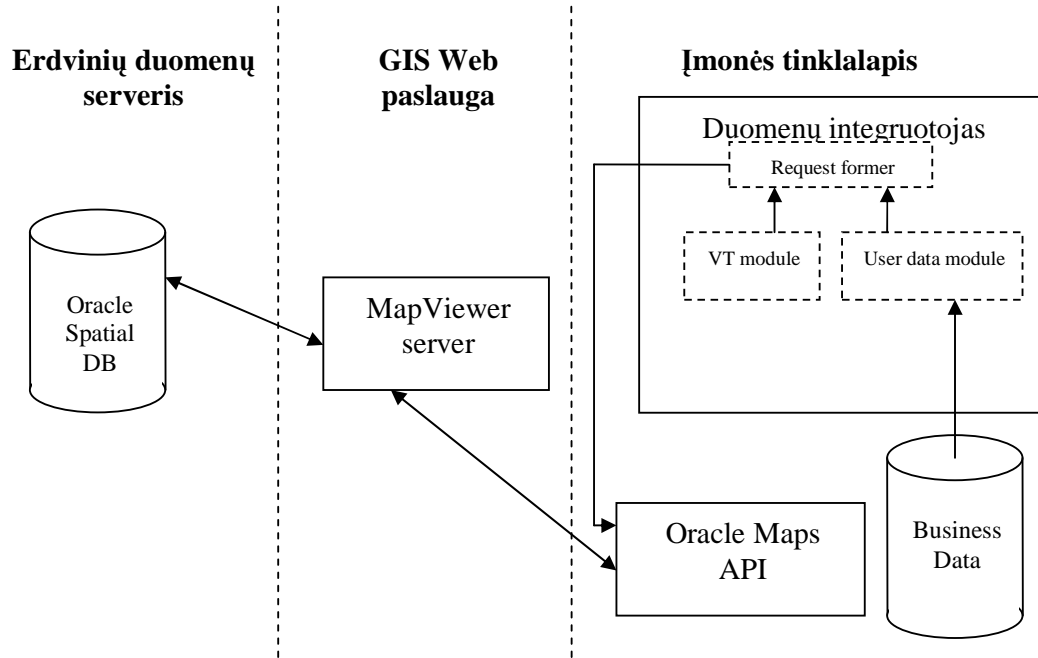 Erdvinių duomenų
serveris
GIS Web
paslauga
Įmonės tinklalapis
Duomenų integruotojas
Request former
VT module
User data module
Oracle
Spatial
DB
MapViewer
server
Oracle Maps
API
Business
Data